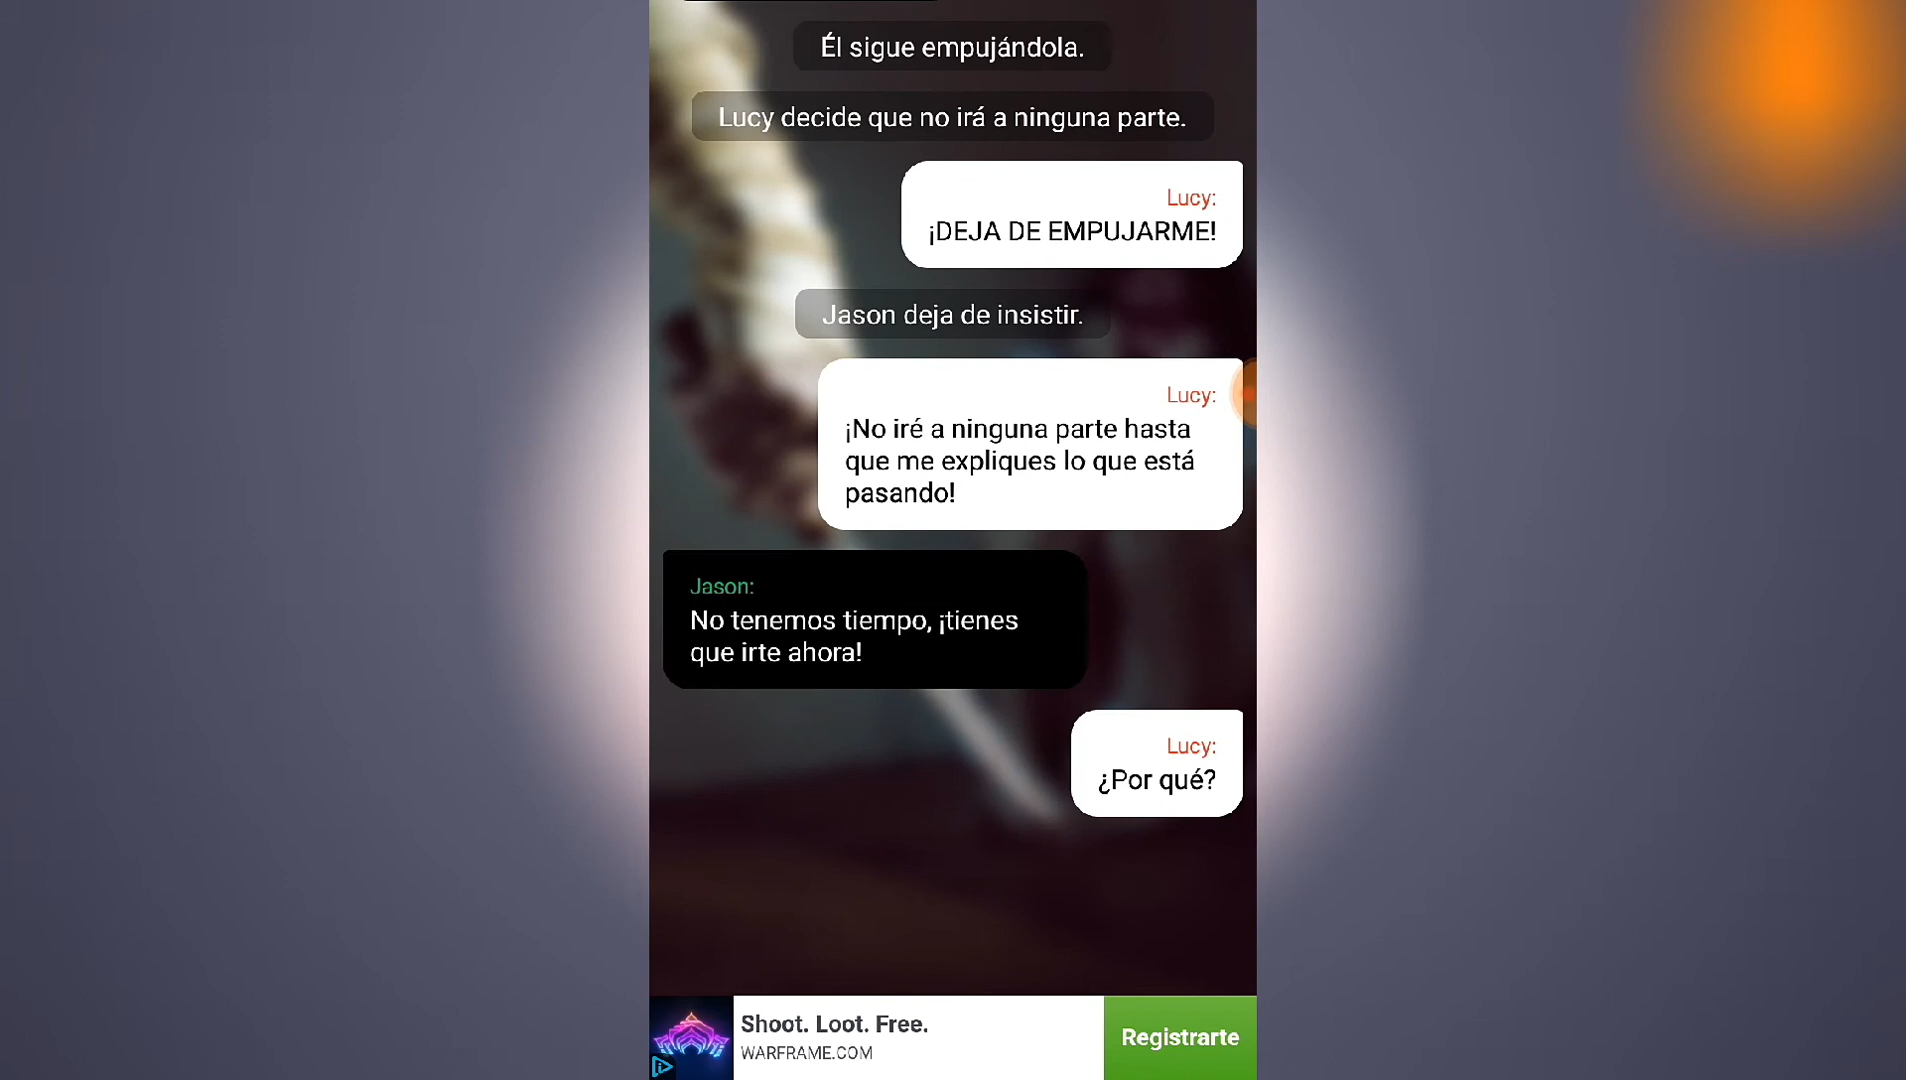 Él sigue empujándola.
Lucy decide que no irá a ninguna parte.
Lucy:
¡DEJA DE EMPUJARME!
Jason deja de insistir.
Lucy:
¡No iré a ninguna parte hasta
que me expliques lo que está
pasando!
Jason:
No tenemos tiempo, ¡tienes
que irte ahora!
Lucy:
¿Por qué?
Shoot. Loot. Free.
WARFRAME.COM
Registrarte